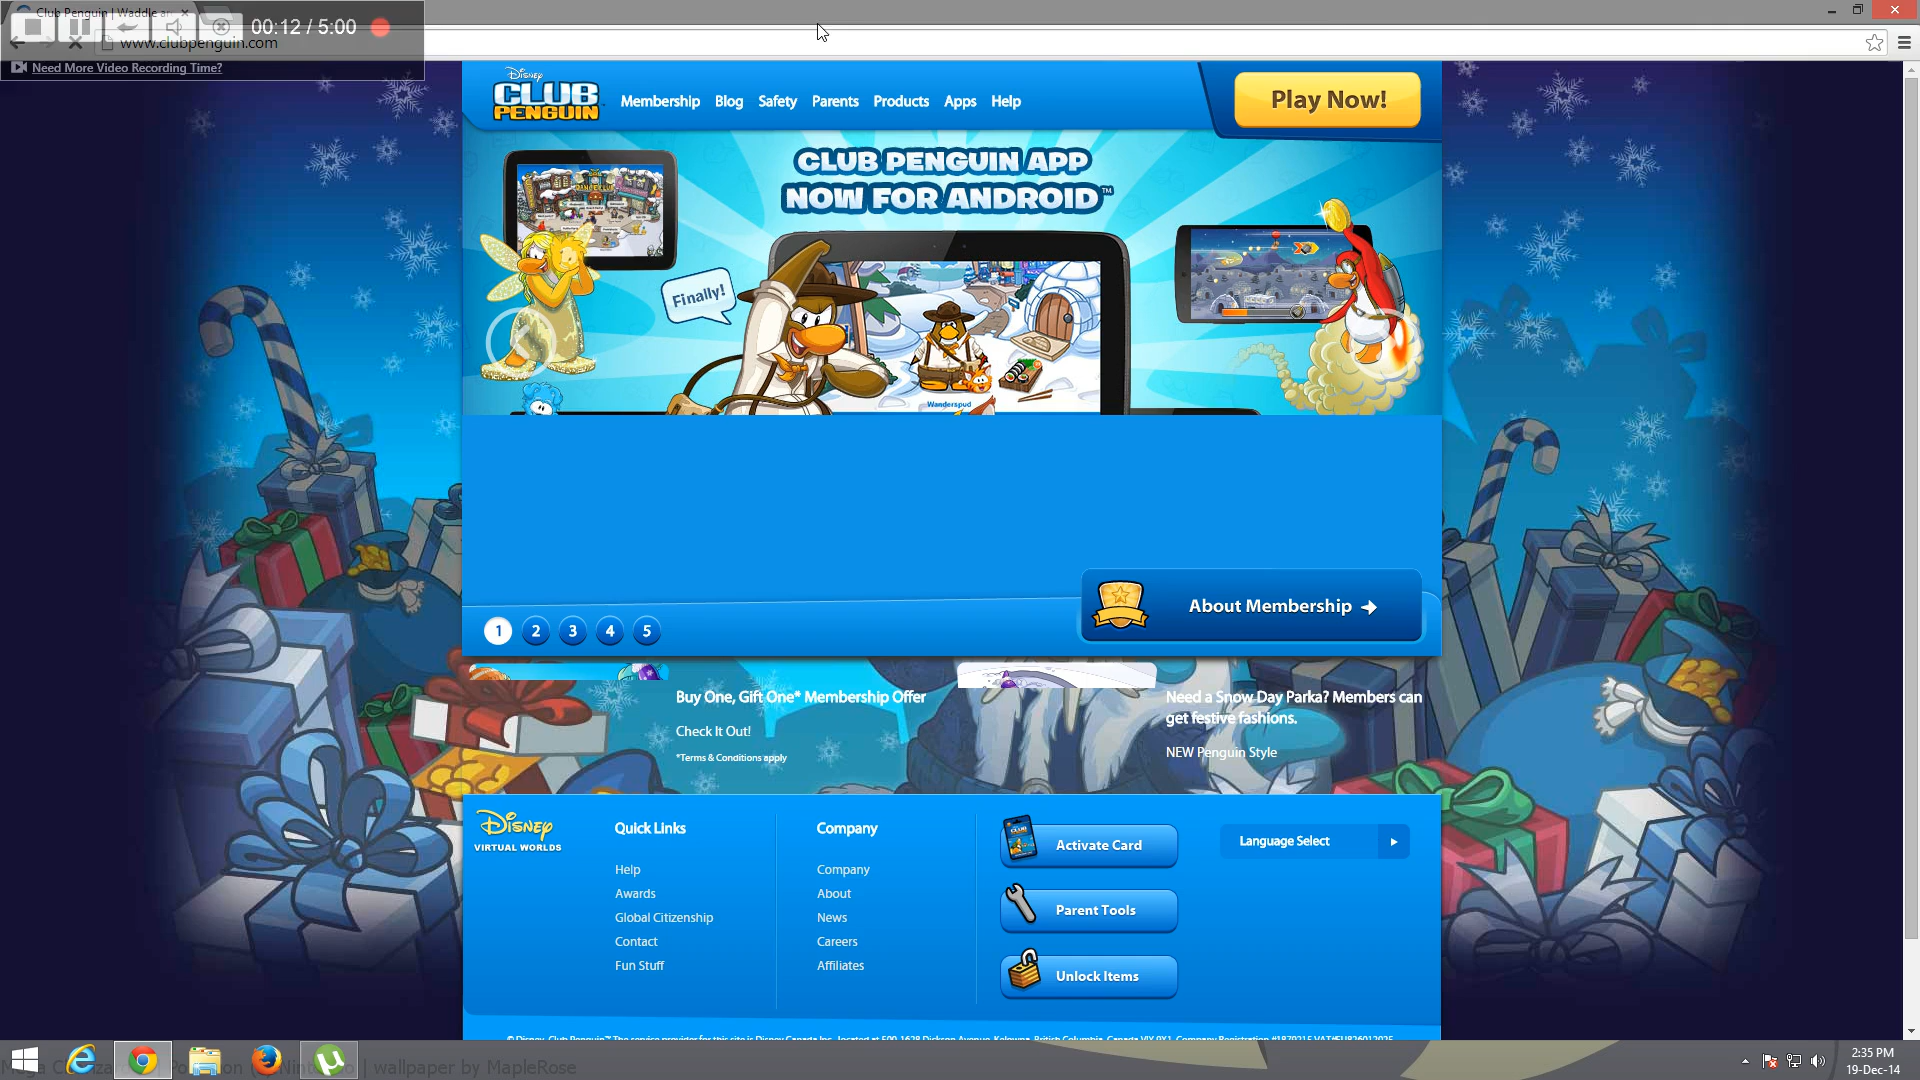 Club Penguin | Waddle a
00:12 / 5:00
www.clubpenguin.com
Need More Video Recording Time?
Disney
CLUB
PENGUIN
Membership Blog Safety Parents Products Apps Help
Play Now!
CLUB PENGUIN APP
NOW FOR ANDROID™
Finally!
Wanderspud
About Membership
1 2 3 4 5
Buy One, Gift One* Membership Offer
Check It Out!
*Terms & Conditions apply
Need a Snow Day Parka? Members can
get festive fashions.
NEW Penguin Style
Disney
VIRTUAL WORLDS
Quick Links
Help
Awards
Global Citizenship
Contact
Fun Stuff
Company
Company
About
News
Careers
Affiliates
Activate Card
Parent Tools
Unlock Items
Language Select
| wallpaper by MapleRose
2:35 PM
19-Dec-14